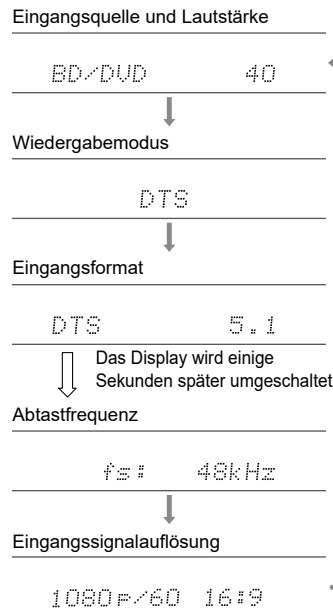 Eingangsquelle und Lautstärke
BD/DVD 40
Wiedergabemodus
DTS
Eingangsformat
DTS 5.1
Das Display wird einige
Sekunden später umgeschaltet
Abtastfrequenz
fs: 48kHz
Eingangssignalauflösung
1080p/60 16:9